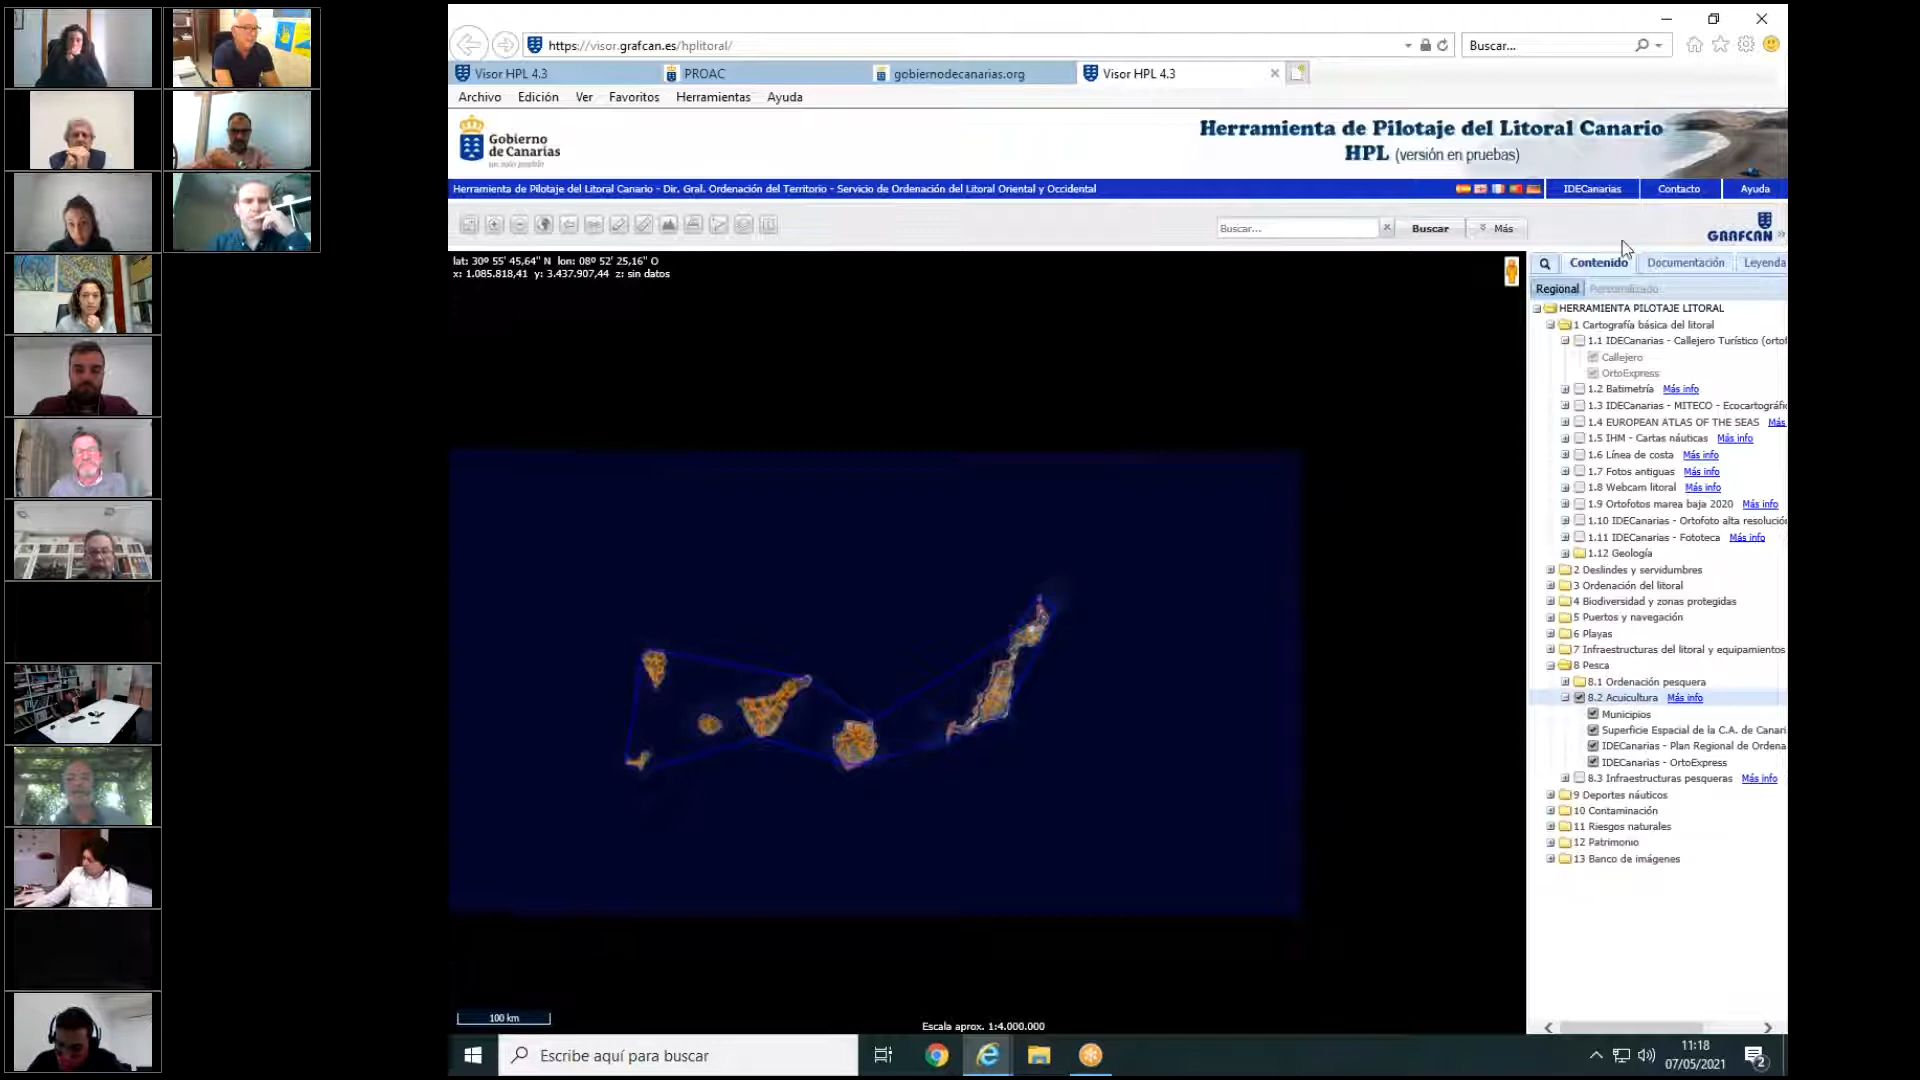 https://visor.grafcan.es/hplitoral/
Buscar...
Visor HPL 4.3
PROAC
gobiernodecanarias.org
Visor HPL 4.3
Archivo
Edición
Ver
Favoritos
Herramientas
Ayuda
Gobierno
de Canarias
Herramienta de Pilotaje del Litoral Canario
HPL (versión en pruebas)
Herramienta de Pilotaje del Litoral Canario - Dir. Gral. Ordenación del Territorio - Servicio de Ordenación del Litoral Oriental y Occidental
IDECanarias
Contacto
Ayuda
Buscar...
Buscar
Más
GRAFCAN
lat: 30º 55' 45,64" N lon: 08º 52' 25,16" O
x: 1.085.818,41 y: 3.437.907,44 z: sin datos
Contenido
Documentación
Leyenda
Regional
Personalizado
HERRAMIENTA PILOTAJE LITORAL
1 Cartografía básica del litoral
1.1 IDECanarias - Callejero Turístico (ortof
Callejero
OrtoExpress
1.2 Batimetría Más info
1.3 IDECanarias - MITECO - Ecocartográfi
1.4 EUROPEAN ATLAS OF THE SEAS Más
1.5 IHM - Cartas náuticas Más info
1.6 Línea de costa Más info
1.7 Fotos antiguas Más info
1.8 Webcam litoral Más info
1.9 Ortofotos marea baja 2020 Más info
1.10 IDECanarias - Ortofoto alta resolución
1.11 IDECanarias - Fototeca Más info
1.12 Geología
2 Deslindes y servidumbres
3 Ordenación del litoral
4 Biodiversidad y zonas protegidas
5 Puertos y navegación
6 Playas
7 Infraestructuras del litoral y equipamientos
8 Pesca
8.1 Ordenación pesquera
8.2 Acuicultura Más info
Municipios
Superficie Espacial de la C.A. de Canari
IDECanarias - Plan Regional de Ordena
IDECanarias - OrtoExpress
8.3 Infraestructuras pesqueras Más info
9 Deportes náuticos
10 Contaminación
11 Riesgos naturales
12 Patrimonio
13 Banco de imágenes
100 km
Escala aprox. 1:4.000.000
Escribe aquí para buscar
11:18
07/05/2021
2